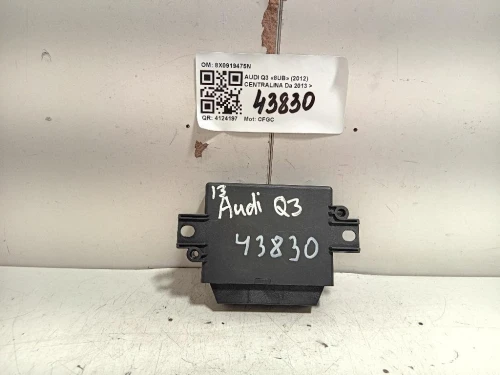 OM: 8X0919475N
AUDI Q3 «8UB» (2012)
CENTRALINA Da 2013 >
43830
QR: 4124197 Mot: CFGC
13
Audi Q3
43830